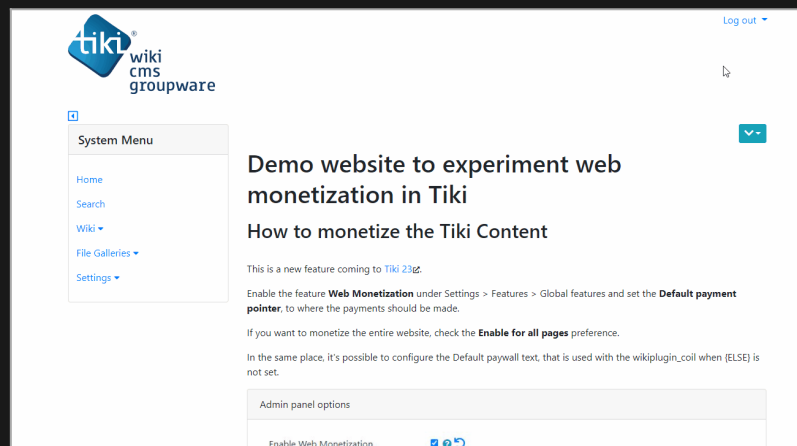 Log out
tiki®
wiki
cms
groupware
System Menu
Home
Search
Wiki
File Galleries
Settings
Demo website to experiment web
monetization in Tiki
How to monetize the Tiki Content
This is a new feature coming to Tiki 23.
Enable the feature Web Monetization under Settings > Features > Global features and set the Default payment
pointer, to where the payments should be made.
If you want to monetize the entire website, check the Enable for all pages preference.
In the same place, it's possible to configure the Default paywall text, that is used with the wikiplugin_coil when {ELSE} is
not set.
Admin panel options
Enable Web Monetization